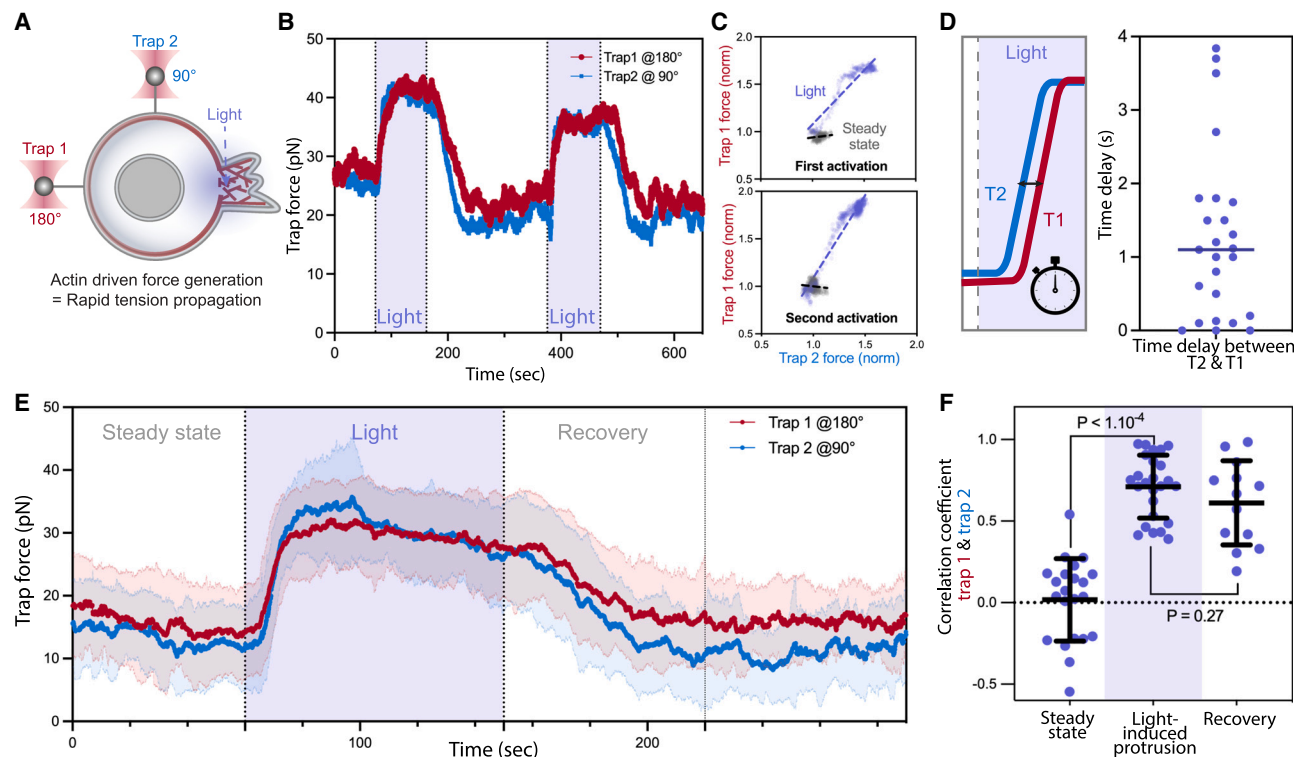 A
Trap 2
90°
Light
Trap 1
180°
Actin driven force generation
= Rapid tension propagation
B
Trap force (pN)
50
40
30
20
10
0
Trap1 @180°
Trap2 @ 90°
Light
Light
0
200
400
600
Time (sec)
C
Trap 1 force (norm)
2.0
1.5
1.0
0.5
Light
Steady
state
First activation
Trap 1 force (norm)
2.0
1.5
1.0
0.5
Second activation
0.5
1.0
1.5
2.0
Trap 2 force (norm)
D
Light
T2
T1
Time delay (s)
4
3
2
1
0
Time delay between
T2 & T1
E
Trap force (pN)
50
40
30
20
10
0
Steady state
Light
Recovery
Trap 1 @180°
Trap 2 @90°
0
100
200
Time (sec)
F
Correlation coefficient
trap 1 & trap 2
1.0
0.5
0.0
-0.5
P < 1.10-4
P = 0.27
Steady
state
Light-
induced
protrusion
Recovery